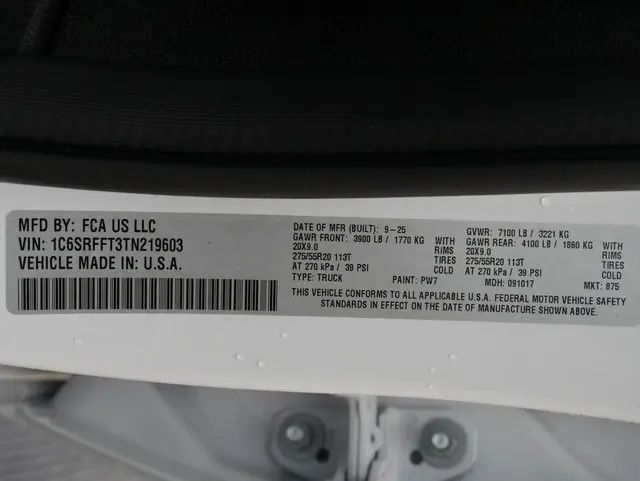 MFD BY: FCA US LLC
VIN: 1C6SRFFT3TN219603
VEHICLE MADE IN: U.S.A.
DATE OF MFR (BUILT): 9-25
GAWR FRONT: 3900 LB / 1770 KG WITH
20X9.0 RIMS
275/55R20 113T TIRES
AT 270 kPa / 39 PSI COLD
TYPE: TRUCK PAINT: PW7
GVWR: 7100 LB / 3221 KG
GAWR REAR: 4100 LB / 1860 KG WITH
20X9.0 RIMS
275/55R20 113T TIRES
AT 270 kPa / 39 PSI COLD
MDH: 091017 MKT: 875
THIS VEHICLE CONFORMS TO ALL APPLICABLE U.S.A. FEDERAL MOTOR VEHICLE SAFETY
STANDARDS IN EFFECT ON THE DATE OF MANUFACTURE SHOWN ABOVE.